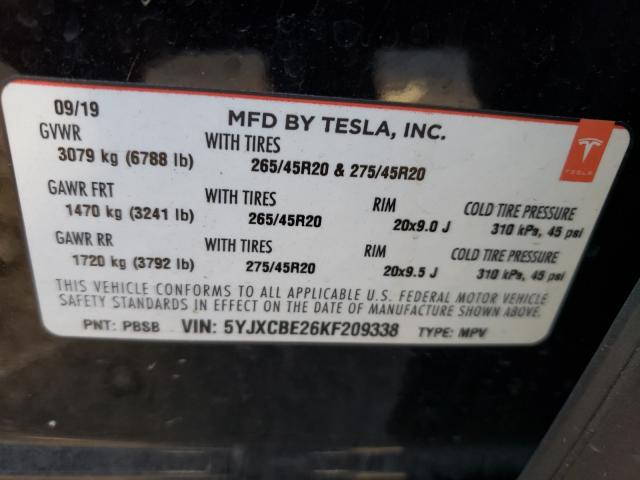 09/19 MFD BY TESLA, INC.
GVWR WITH TIRES
3079 kg (6788 lb) 265/45R20 & 275/45R20
TESLA
GAWR FRT WITH TIRES RIM COLD TIRE PRESSURE
1470 kg (3241 lb) 265/45R20 20x9.0 J 310 kPs, 45 psi
GAWR RR WITH TIRES RIM COLD TIRE PRESSURE
1720 kg (3792 lb) 275/45R20 20x9.5 J 310 kPs, 45 psi
THIS VEHICLE CONFORMS TO ALL APPLICABLE U.S. FEDERAL MOTOR VEHICLE
SAFETY STANDARDS IN EFFECT ON THE DATE OF MANUFACTURE SHOWN ABOVE.
PNT: PBSB VIN: 5YJXCBE26KF209338 TYPE: MPV